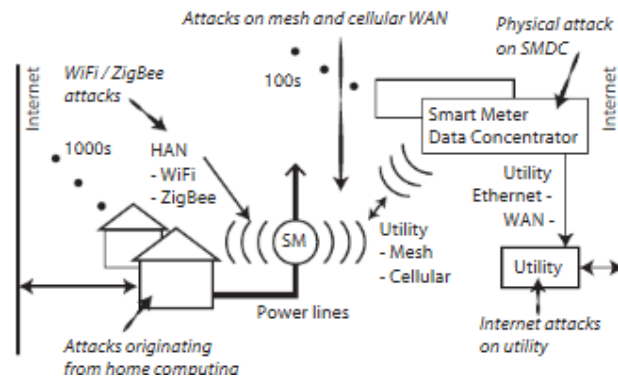 Attacks on mesh and cellular WAN
Physical attack
on SMDC
WiFi / ZigBee
attacks
Internet
100s
Internet
Smart Meter
Data Concentrator
1000s
HAN
- WiFi
- ZigBee
Utility
Ethernet -
WAN -
SM
Utility
- Mesh
- Cellular
Utility
Power lines
Attacks originating
from home computing
Internet attacks
on utility